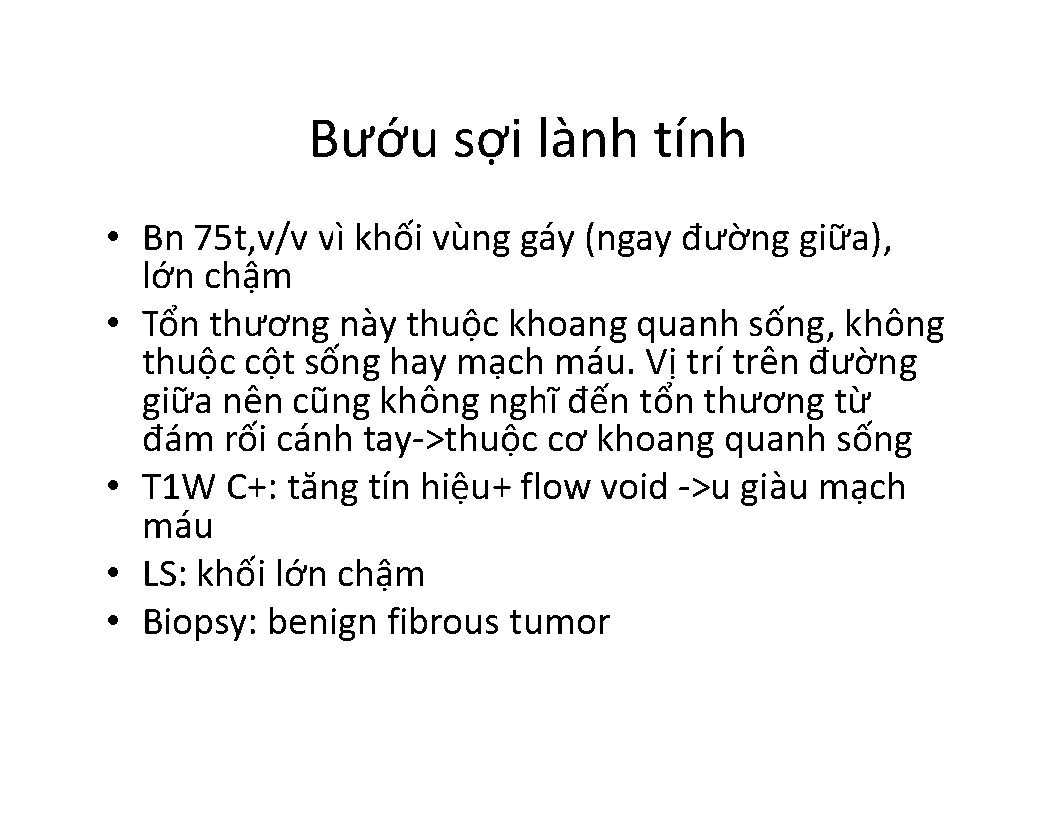 Bướu sợi lành tính
• Bn 75t,v/v vì khối vùng gáy (ngay đường giữa),
lớn chậm
• Tổn thương này thuộc khoang quanh sống, không
thuộc cột sống hay mạch máu. Vị trí trên đường
giữa nên cũng không nghĩ đến tổn thương từ
đám rối cánh tay->thuộc cơ khoang quanh sống
• T1W C+: tăng tín hiệu+ flow void ->u giàu mạch
máu
• LS: khối lớn chậm
• Biopsy: benign fibrous tumor